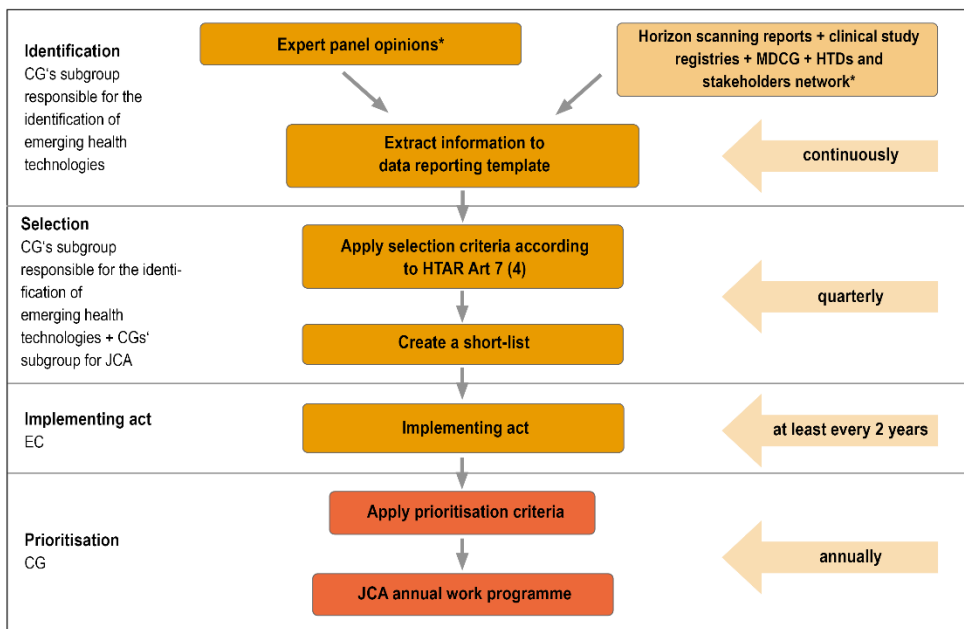 Identification
CG's subgroup
responsible for the
identification of
emerging health
technologies
Expert panel opinions*
Horizon scanning reports + clinical study
registries + MDCG + HTDs and
stakeholders network*
Extract information to
data reporting template
continuously
Selection
CG's subgroup
responsible for the identi-
fication of
emerging health
technologies + CGs'
subgroup for JCA
Apply selection criteria according
to HTAR Art 7 (4)
Create a short-list
quarterly
Implementing act
EC
Implementing act
at least every 2 years
Prioritisation
CG
Apply prioritisation criteria
JCA annual work programme
annually